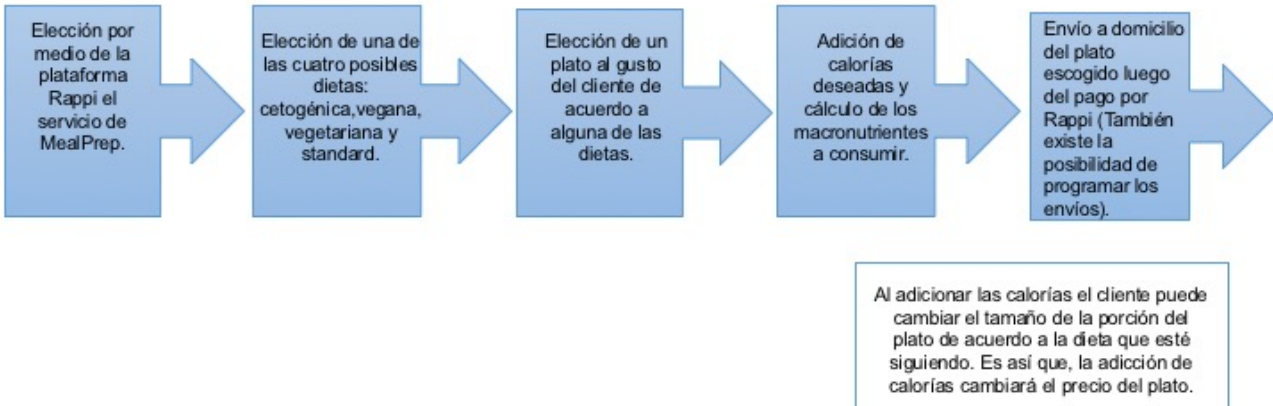 Elección por
medio de la
plataforma
Rappi el
servicio de
MealPrep.
Elección de una de
las cuatro posibles
dietas:
cetogénica,vegana,
vegetariana y
standard.
Elección de un
plato al gusto
del cliente de
acuerdo a
alguna de las
dietas.
Adición de
calorías
deseadas y
cálculo de los
macronutrientes
a consumir.
Envío a domicilio
del plato
escogido luego
del pago por
Rappi (También
existe la
posibilidad de
programar los
envíos).
Al adicionar las calorías el cliente puede
cambiar el tamaño de la porción del
plato de acuerdo a la dieta que esté
siguiendo. Es así que, la adicción de
calorías cambiará el precio del plato.